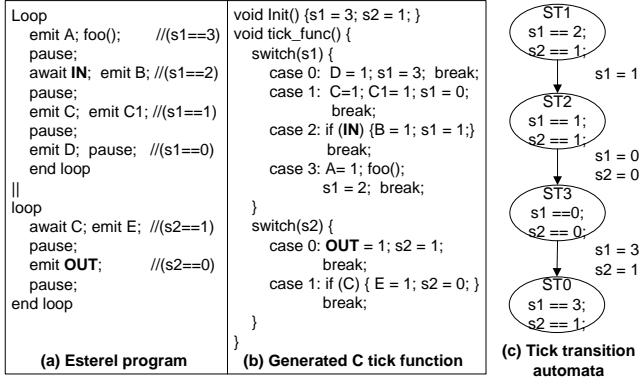 Loop
emit A; foo(); //(s1==3)
pause;
await IN; emit B; //(s1==2)
pause;
emit C; emit C1; //(s1==1)
pause;
emit D; pause; //(s1==0)
end loop
||
loop
await C; emit E; //(s2==1)
pause;
emit OUT; //(s2==0)
pause;
end loop
(a) Esterel program
void Init() {s1 = 3; s2 = 1; }
void tick_func() {
switch(s1) {
case 0: D = 1; s1 = 3; break;
case 1: C=1; C1= 1; s1 = 0;
break;
case 2: if (IN) {B = 1; s1 = 1;}
break;
case 3: A= 1; foo();
s1 = 2; break;
}
switch(s2) {
case 0: OUT = 1; s2 = 1;
break;
case 1: if (C) { E = 1; s2 = 0; }
break;
}
}
(b) Generated C tick function
ST1
s1 == 2;
s2 == 1;
s1 = 1
ST2
s1 == 1;
s2 == 1;
s1 = 0
s2 = 0
ST3
s1 ==0;
s2 == 0;
s1 = 3
s2 = 1
ST0
s1 == 3;
s2 == 1;
(c) Tick transition
automata